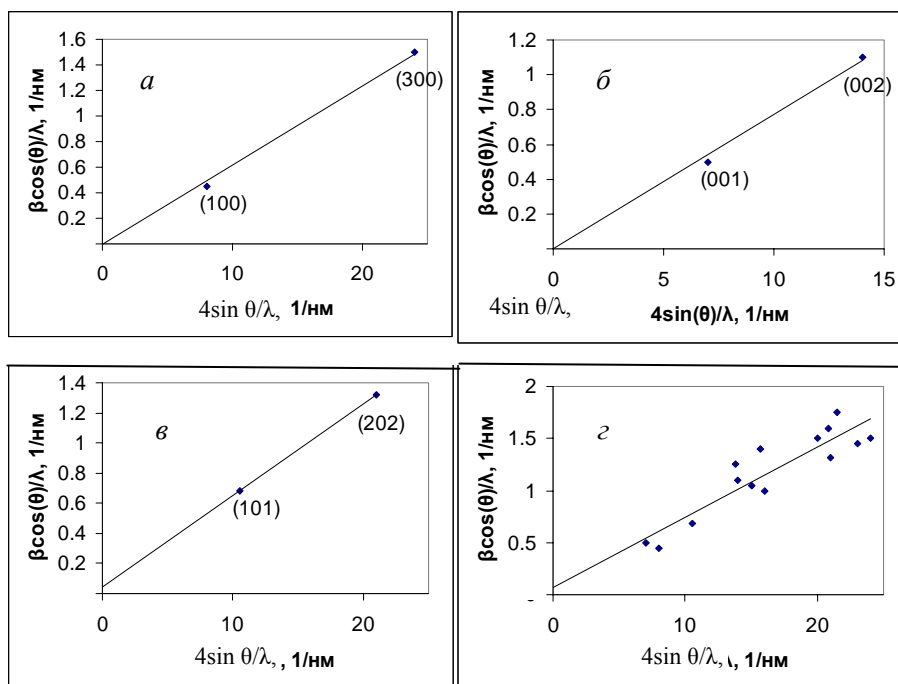 1.6
1.4
1.2
1
0.8
0.6
0.4
0.2
βcos(θ)/λ, 1/нм
а
(300)
(100)
0 10 20
4sin θ/λ, 1/нм
1.2
1
0.8
0.6
0.4
0.2
βcos(θ)/λ, 1/нм
б
(002)
(001)
0 5 10 15
4sin θ/λ, 4sin(θ)/λ, 1/нм
1.4
1.2
1
0.8
0.6
0.4
0.2
βcos(θ)/λ, 1/нм
в
(202)
(101)
0 10 20
4sin θ/λ, , 1/нм
2
1.5
1
0.5
βcos(θ)/λ, 1/нм
г
0 10 20
4sin θ/λ, 1/нм